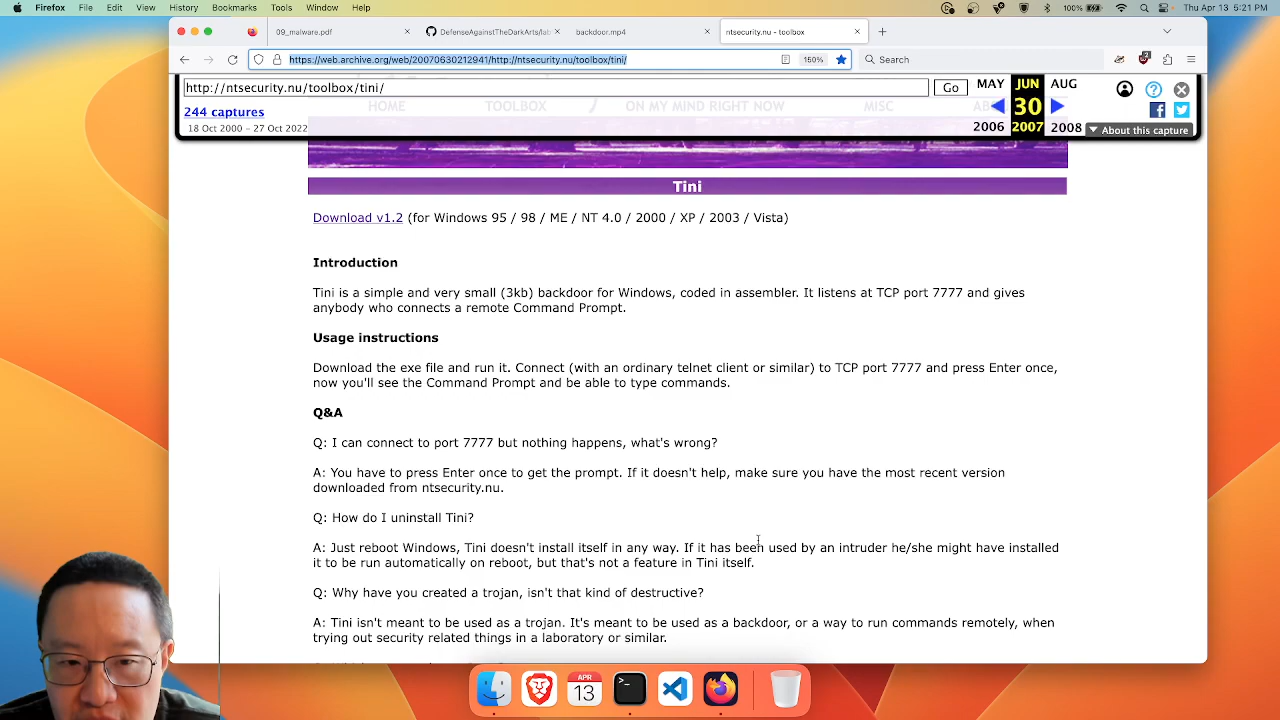 Firefox File Edit View History Bookmarks Tools Window Help
100% Thu Apr 13 5:21 PM
09_malware.pdf
DefenseAgainstTheDarkArts/la
backdoor.mp4
ntsecurity.nu - toolbox
https://web.archive.org/web/20070630212941/http://ntsecurity.nu/toolbox/tini/
150%
Search
http://ntsecurity.nu/toolbox/tini/
Go
MAY JUN AUG
244 captures
30
18 Oct 2000 – 27 Oct 2022
2006 2007 2008
About this capture
HOME TOOLBOX ON MY MIND RIGHT NOW MISC AB
Tini
Download v1.2 (for Windows 95 / 98 / ME / NT 4.0 / 2000 / XP / 2003 / Vista)
Introduction
Tini is a simple and very small (3kb) backdoor for Windows, coded in assembler. It listens at TCP port 7777 and gives
anybody who connects a remote Command Prompt.
Usage instructions
Download the exe file and run it. Connect (with an ordinary telnet client or similar) to TCP port 7777 and press Enter once,
now you'll see the Command Prompt and be able to type commands.
Q&A
Q: I can connect to port 7777 but nothing happens, what's wrong?
A: You have to press Enter once to get the prompt. If it doesn't help, make sure you have the most recent version
downloaded from ntsecurity.nu.
Q: How do I uninstall Tini?
A: Just reboot Windows, Tini doesn't install itself in any way. If it has been used by an intruder he/she might have installed
it to be run automatically on reboot, but that's not a feature in Tini itself.
Q: Why have you created a trojan, isn't that kind of destructive?
A: Tini isn't meant to be used as a trojan. It's meant to be used as a backdoor, or a way to run commands remotely, when
trying out security related things in a laboratory or similar.
APR
13